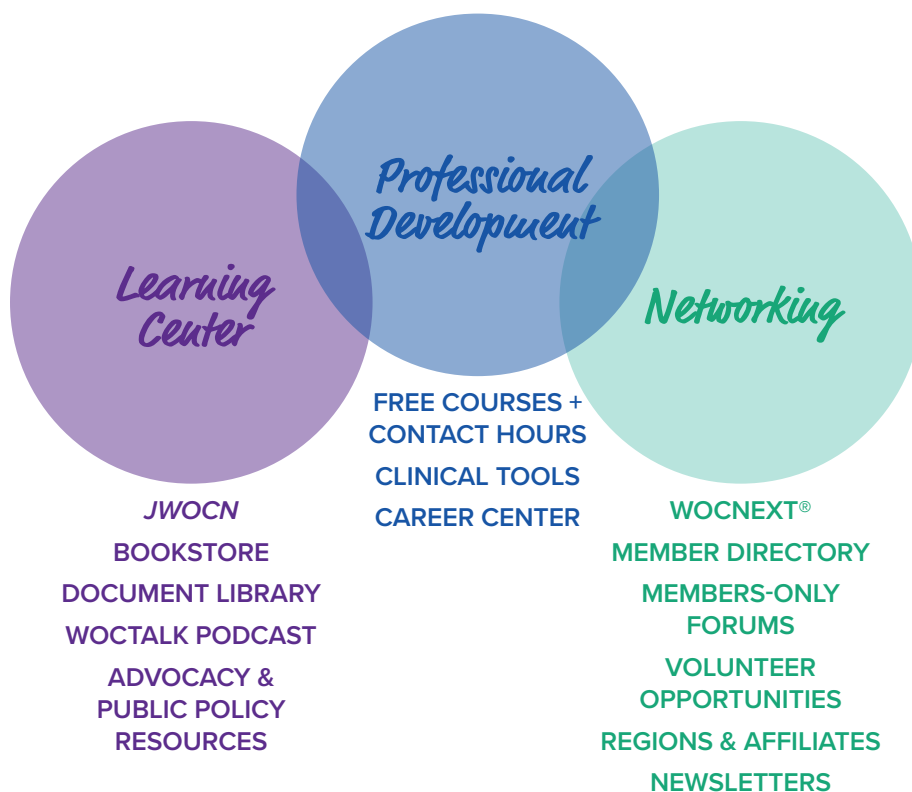 Learning
Center
JWOCN
BOOKSTORE
DOCUMENT LIBRARY
WOCTALK PODCAST
ADVOCACY &
PUBLIC POLICY
RESOURCES
Professional
Development
FREE COURSES +
CONTACT HOURS
CLINICAL TOOLS
CAREER CENTER
Networking
WOCNEXT®
MEMBER DIRECTORY
MEMBERS-ONLY
FORUMS
VOLUNTEER
OPPORTUNITIES
REGIONS & AFFILIATES
NEWSLETTERS